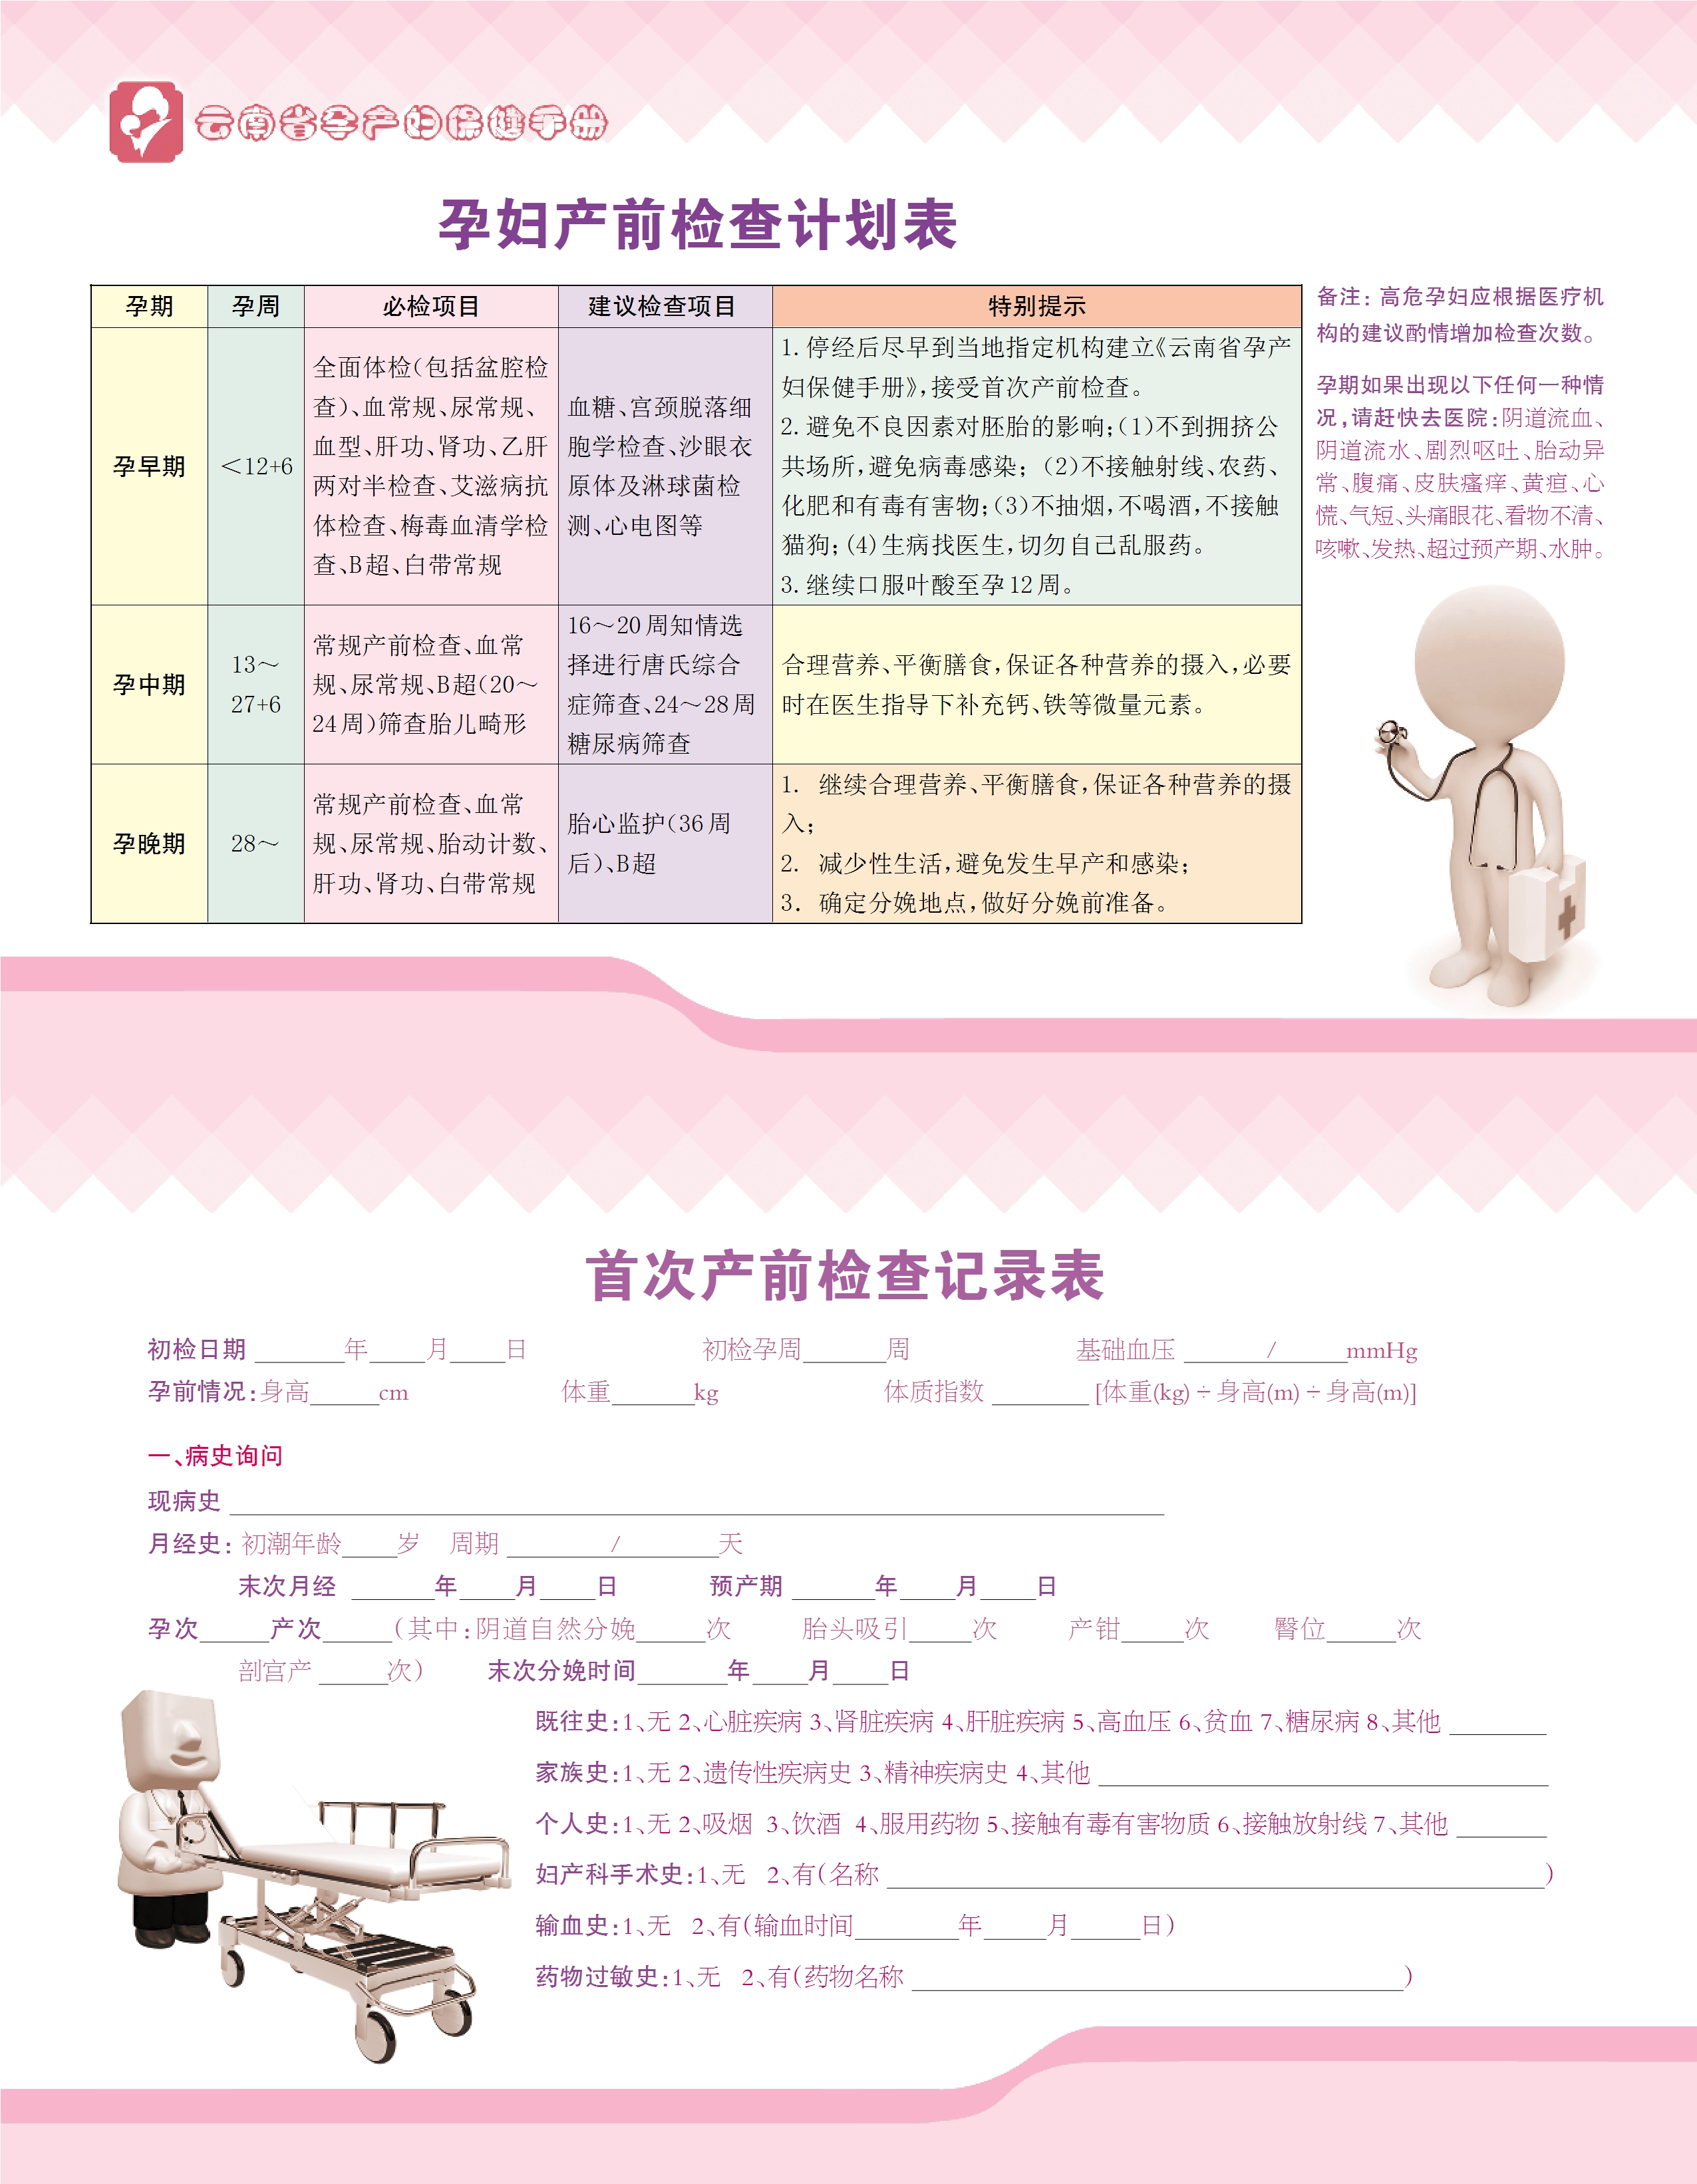 云南省孕产妇保健手册
孕妇产前检查计划表
孕期 孕周 必检项目 建议检查项目 特别提示
孕早期
＜12+6
全面体检（包括盆腔检
查）、血常规、尿常规、
血型、肝功、肾功、乙肝
两对半检查、艾滋病抗
体检查、梅毒血清学检
查、B超、白带常规
血糖、宫颈脱落细
胞学检查、沙眼衣
原体及淋球菌检
测、心电图等
1. 停经后尽早到当地指定机构建立《云南省孕产
妇保健手册》，接受首次产前检查。
2. 避免不良因素对胚胎的影响；（1）不到拥挤公
共场所，避免病毒感染；（2）不接触射线、农药、
化肥和有毒有害物；（3）不抽烟，不喝酒，不接触
猫狗；（4）生病找医生，切勿自己乱服药。
3. 继续口服叶酸至孕12周。
孕中期
13～
27+6
常规产前检查、血常
规、尿常规、B超（20～
24周）筛查胎儿畸形
16～20周知情选
择进行唐氏综合
症筛查、24～28周
糖尿病筛查
合理营养、平衡膳食，保证各种营养的摄入，必要
时在医生指导下补充钙、铁等微量元素。
孕晚期
28～
常规产前检查、血常
规、尿常规、胎动计数、
肝功、肾功、白带常规
胎心监护（36周
后）、B超
1. 继续合理营养、平衡膳食，保证各种营养的摄
入；
2. 减少性生活，避免发生早产和感染；
3. 确定分娩地点，做好分娩前准备。
备注：高危孕妇应根据医疗机
构的建议酌情增加检查次数。
孕期如果出现以下任何一种情
况，请赶快去医院：阴道流血、
阴道流水、剧烈呕吐、胎动异
常、腹痛、皮肤瘙痒、黄疸、心
慌、气短、头痛眼花、看物不清、
咳嗽、发热、超过预产期、水肿。
首次产前检查记录表
初检日期 ______年____月____日 初检孕周______周 基础血压 ______/______mmHg
孕前情况：身高_____cm 体重______kg 体质指数 _______ [体重(kg)÷身高(m)÷身高(m)]
一、病史询问
现病史 ____________________
月经史：初潮年龄____岁 周期 _______/_______天
末次月经 ______年____月____日 预产期 ______年____月____日
孕次_____产次_____（其中：阴道自然分娩_____次 胎头吸引_____次 产钳_____次 臀位_____次
剖宫产 _____次） 末次分娩时间______年____月____日
既往史：1、无 2、心脏疾病 3、肾脏疾病 4、肝脏疾病 5、高血压 6、贫血 7、糖尿病 8、其他 _______
家族史：1、无 2、遗传性疾病史 3、精神疾病史 4、其他 ____________________
个人史：1、无 2、吸烟 3、饮酒 4、服用药物 5、接触有毒有害物质 6、接触放射线 7、其他 _______
妇产科手术史：1、无 2、有（名称 ____________________）
输血史：1、无 2、有（输血时间_______年_____月_____日）
药物过敏史：1、无 2、有（药物名称 ____________________）